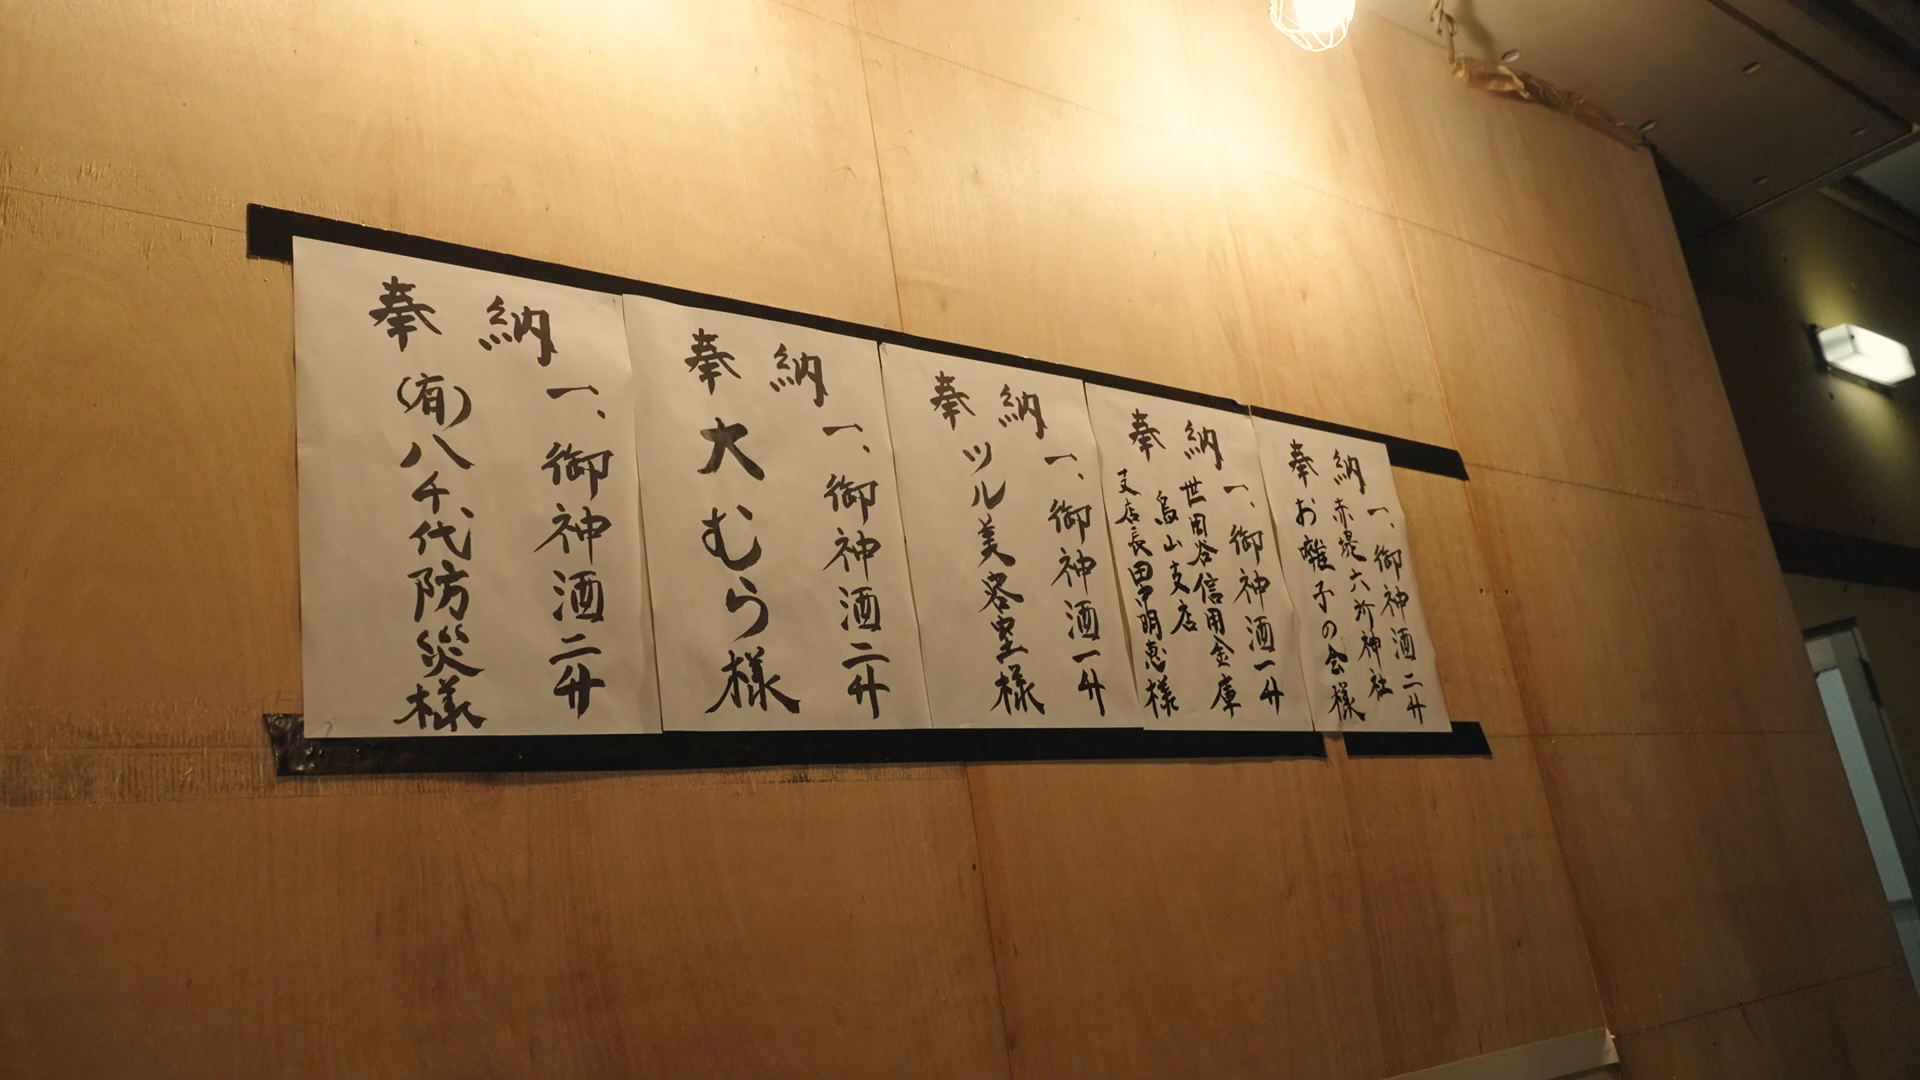 奉納
一、御神酒二升
(有)八千代防災様
奉納
一、御神酒二升
大むら様
奉納
一、御神酒一升
ツル美容室様
奉納
一、御神酒一升
世田谷信用金庫
烏山支店
支店長田中明恵様
奉納
一、御神酒二升
赤堤六所神社
お囃子の会様